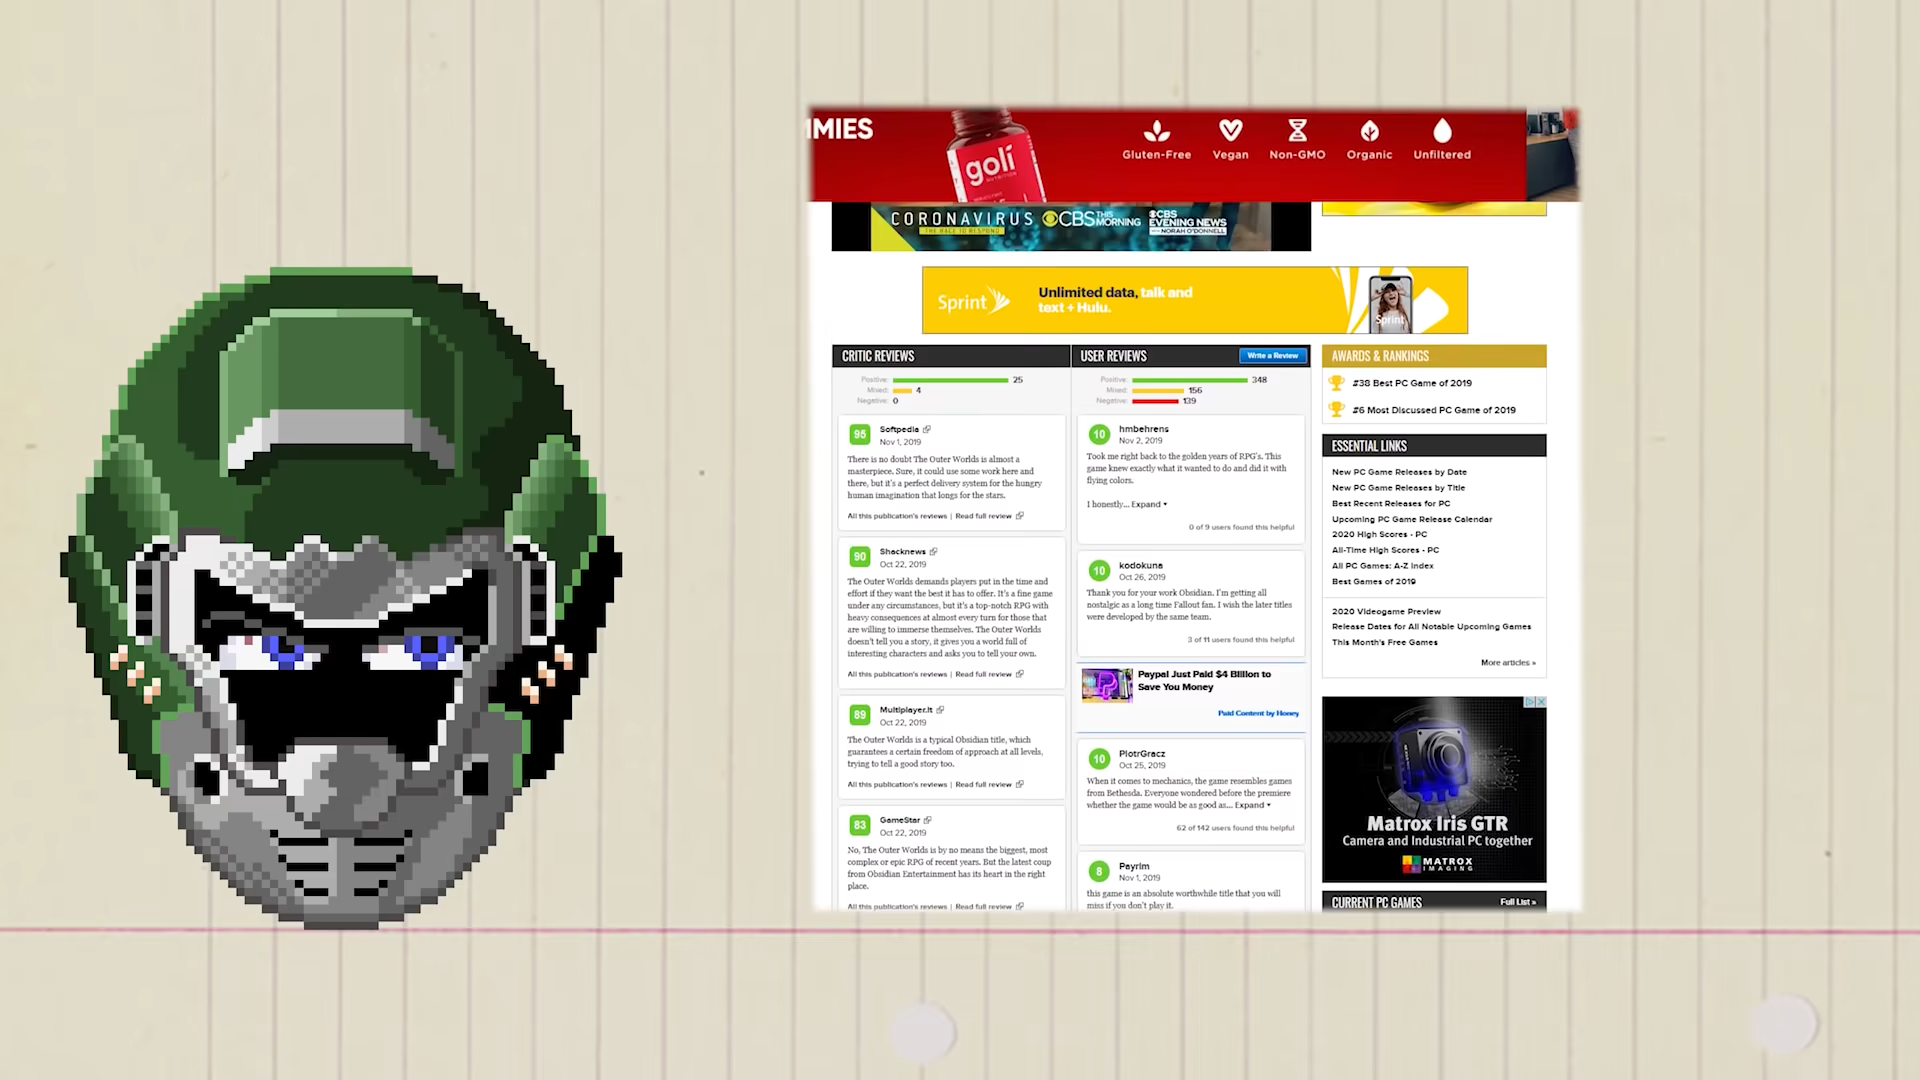 MMIES
goli
NUTRITION
Gluten-Free
Vegan
Non-GMO
Organic
Unfiltered
CORONAVIRUS
THE RACE TO RESPOND
CBS THIS MORNING
CBS EVENING NEWS
WITH NORAH O'DONNELL
Sprint
Unlimited data, talk and
text + Hulu.
Sprint
CRITIC REVIEWS
Positive: 25
Mixed: 4
Negative: 0
95
Softpedia
Nov 1, 2019
There is no doubt The Outer Worlds is almost a
masterpiece. Sure, it could use some work here and
there, but it's a perfect delivery system for the hungry
human imagination that longs for the stars.
All this publication's reviews | Read full review
90
Shacknews
Oct 22, 2019
The Outer Worlds demands players put in the time and
effort if they want the best it has to offer. It's a fine game
under any circumstances, but it's a top-notch RPG with
heavy consequences at almost every turn for those that
are willing to immerse themselves. The Outer Worlds
doesn't tell you a story, it gives you a world full of
interesting characters and asks you to tell your own.
All this publication's reviews | Read full review
89
Multiplayer.it
Oct 22, 2019
The Outer Worlds is a typical Obsidian title, which
guarantees a certain freedom of approach at all levels,
trying to tell a good story too.
All this publication's reviews | Read full review
83
GameStar
Oct 22, 2019
No, The Outer Worlds is by no means the biggest, most
complex or epic RPG of recent years. But the latest coup
from Obsidian Entertainment has its heart in the right
place.
All this publication's reviews | Read full review
USER REVIEWS
Write a Review
Positive: 348
Mixed: 156
Negative: 139
10
hmbehrens
Nov 2, 2019
Took me right back to the golden years of RPG's. This
game knew exactly what it wanted to do and did it with
flying colors.
I honestly... Expand
0 of 9 users found this helpful
10
kodokuna
Oct 26, 2019
Thank you for your work Obsidian. I'm getting all
nostalgic as a long time Fallout fan. I wish the later titles
were developed by the same team.
3 of 11 users found this helpful
Paypal Just Paid $4 Billion to
Save You Money
Paid Content by Honey
10
PiotrGracz
Oct 25, 2019
When it comes to mechanics, the game resembles games
from Bethesda. Everyone wondered before the premiere
whether the game would be as good as... Expand
62 of 142 users found this helpful
8
Payrim
Nov 1, 2019
this game is an absolute worthwhile title that you will
miss if you don't play it.
AWARDS & RANKINGS
#38 Best PC Game of 2019
#6 Most Discussed PC Game of 2019
ESSENTIAL LINKS
New PC Game Releases by Date
New PC Game Releases by Title
Best Recent Releases for PC
Upcoming PC Game Release Calendar
2020 High Scores - PC
All-Time High Scores - PC
All PC Games: A-Z Index
Best Games of 2019
2020 Videogame Preview
Release Dates for All Notable Upcoming Games
This Month's Free Games
More articles »
Matrox Iris GTR
Camera and Industrial PC together
MATROX
IMAGING
CURRENT PC GAMES
Full List »